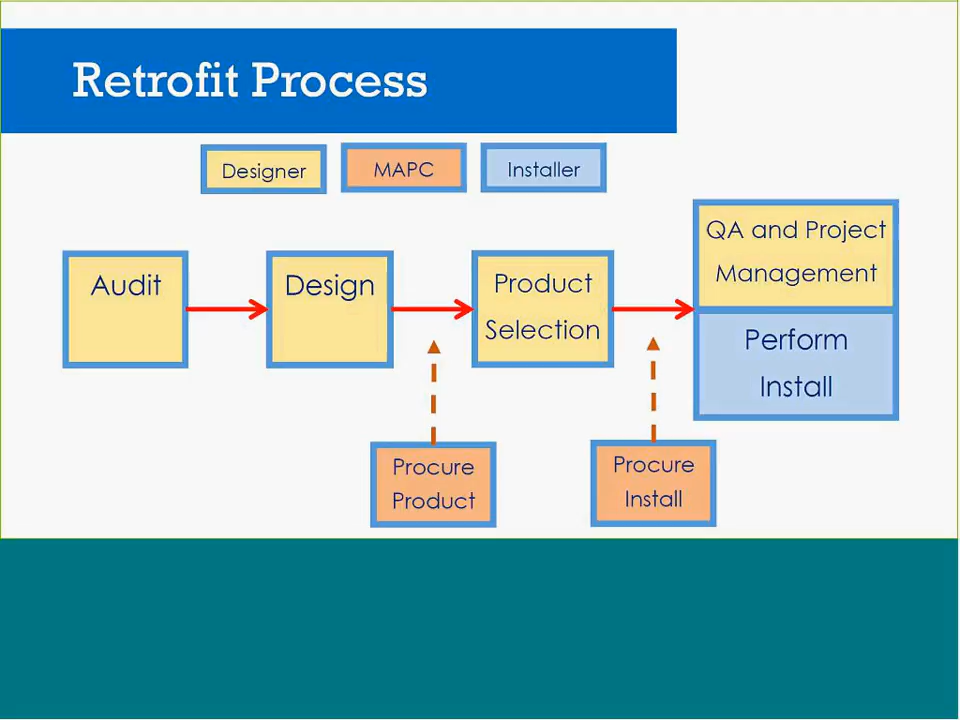 Retrofit Process
Designer
MAPC
Installer
Audit
Design
Product
Selection
QA and Project
Management
Perform
Install
Procure
Product
Procure
Install